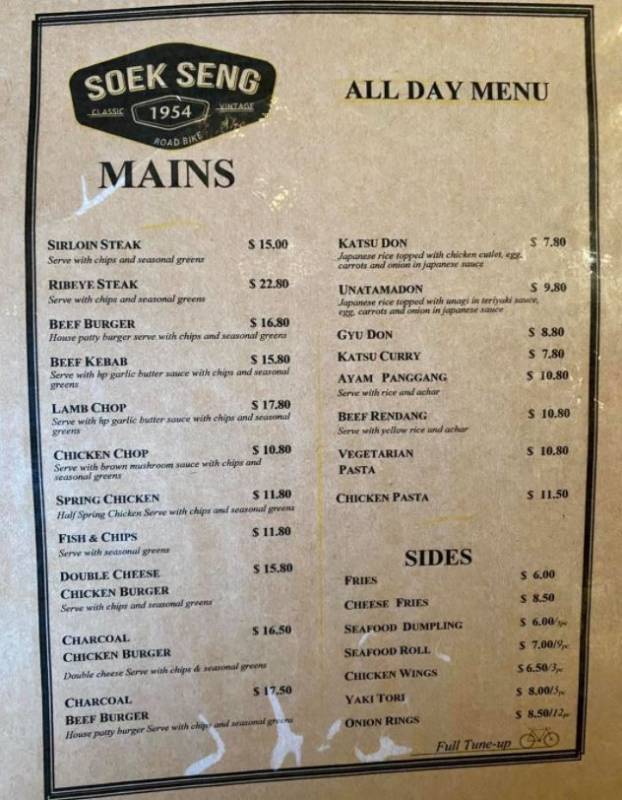 SOEK SENG
CLASSIC 1954 VINTAGE
ROAD BIKE
ALL DAY MENU
MAINS
SIRLOIN STEAK $ 15.00
Serve with chips and seasonal greens
RIBEYE STEAK $ 22.80
Serve with chips and seasonal greens
BEEF BURGER $ 16.80
House patty burger serve with chips and seasonal greens
BEEF KEBAB $ 15.80
Serve with hp garlic butter sauce with chips and seasonal
greens
LAMB CHOP $ 17.80
Serve with hp garlic butter sauce with chips and seasonal
greens
CHICKEN CHOP $ 10.80
Serve with brown mushroom sauce with chips and
seasonal greens
SPRING CHICKEN $ 11.80
Half Spring Chicken Serve with chips and seasonal greens
FISH & CHIPS $ 11.80
Serve with seasonal greens
DOUBLE CHEESE $ 15.80
CHICKEN BURGER
Serve with chips and seasonal greens
CHARCOAL $ 16.50
CHICKEN BURGER
Double cheese Serve with chips & seasonal greens
CHARCOAL $ 17.50
BEEF BURGER
House patty burger Serve with chips and seasonal greens
KATSU DON $ 7.80
Japanese rice topped with chicken cutlet, egg,
carrots and onion in japanese sauce
UNATAMADON $ 9.80
Japanese rice topped with unagi in teriyaki sauce,
egg, carrots and onion in japanese sauce
GYU DON $ 8.80
KATSU CURRY $ 7.80
AYAM PANGGANG $ 10.80
Serve with rice and achar
BEEF RENDANG $ 10.80
Serve with yellow rice and achar
VEGETARIAN $ 10.80
PASTA
CHICKEN PASTA $ 11.50
SIDES
FRIES $ 6.00
CHEESE FRIES $ 8.50
SEAFOOD DUMPLING $ 6.00/
SEAFOOD ROLL $ 7.00/9pc
CHICKEN WINGS $ 6.50/3pc
YAKI TORI $ 8.00/
ONION RINGS $ 8.50/12pc
Full Tune-up